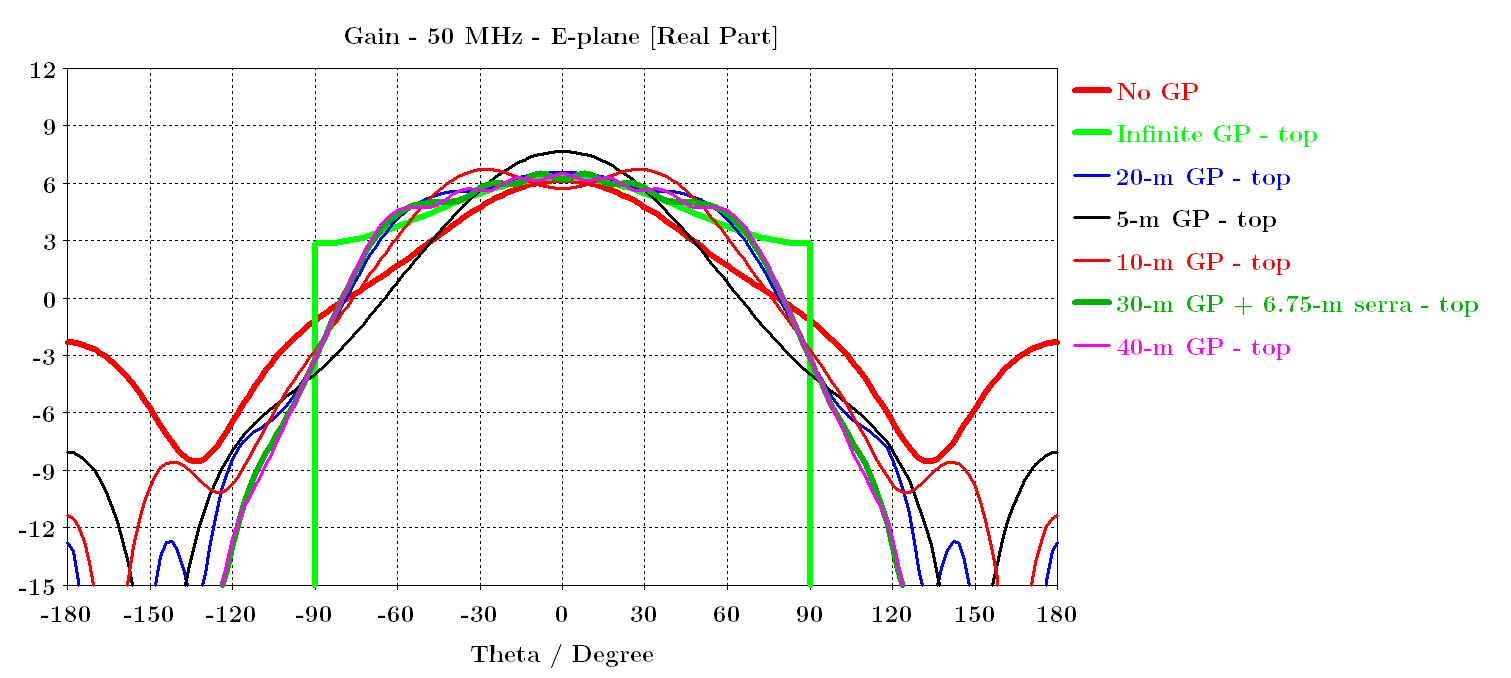 Gain - 50 MHz - E-plane [Real Part]
12
9
6
3
0
-3
-6
-9
-12
-15
-180 -150 -120 -90 -60 -30 0 30 60 90 120 150 180
Theta / Degree
No GP
Infinite GP - top
20-m GP - top
5-m GP - top
10-m GP - top
30-m GP + 6.75-m serra - top
40-m GP - top